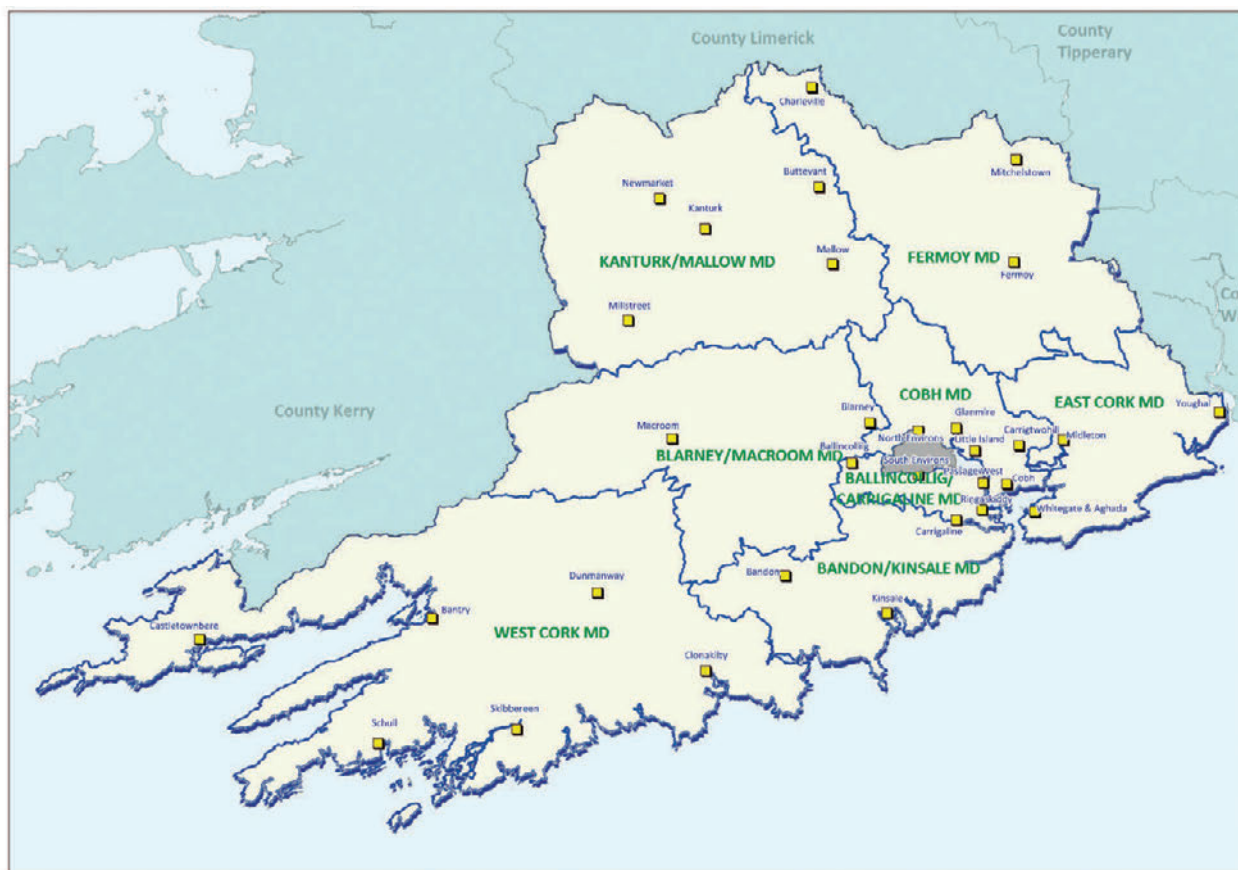 County Limerick
County
Tipperary
Charleville
Mitchelstown
Buttevant
Newmarket
Kanturk
Mallow
KANTURK/MALLOW MD
FERMOY MD
Fermoy
Millstreet
Co
W
County Kerry
COBH MD
EAST CORK MD
Youghal
Blarney
Glanmire
Macroom
North Environs
Little Island
Carrigtwohill
Midleton
BLARNEY/MACROOM MD
Ballincollig
South Environs
Passage West
Cobh
BALLINCOLLIG/
CARRIGALINE MD
Ringaskiddy
Whitegate & Aghada
Carrigaline
Bandon
BANDON/KINSALE MD
Dunmanway
Kinsale
Bantry
Castletownbere
WEST CORK MD
Clonakilty
Skibbereen
Schull